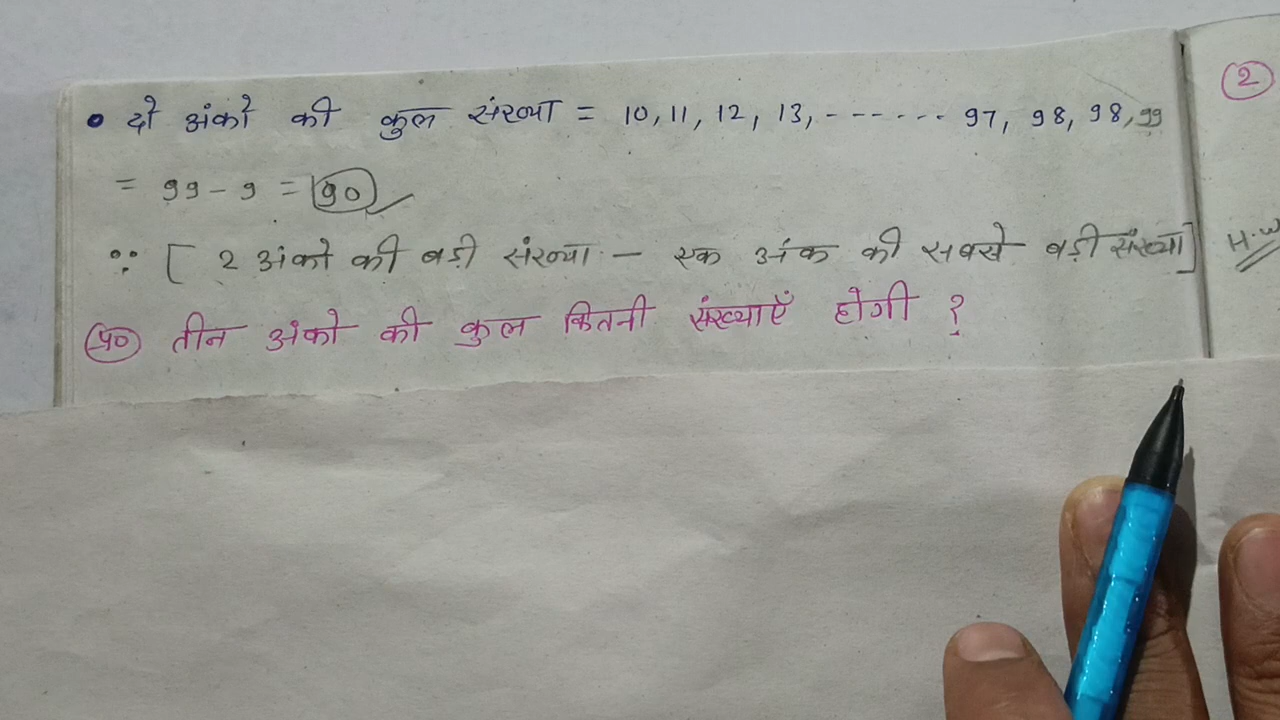 • दो अंको की कुल संख्या = 10, 11, 12, 13, ------- 97, 98, 98, 99
= 99 - 9 = 90 ✓
∵ [ 2 अंको की बड़ी संख्या - एक अंक की सबसे बड़ी संख्या ]
प्र० तीन अंको की कुल कितनी संख्याएँ होगी ?
2
H.W